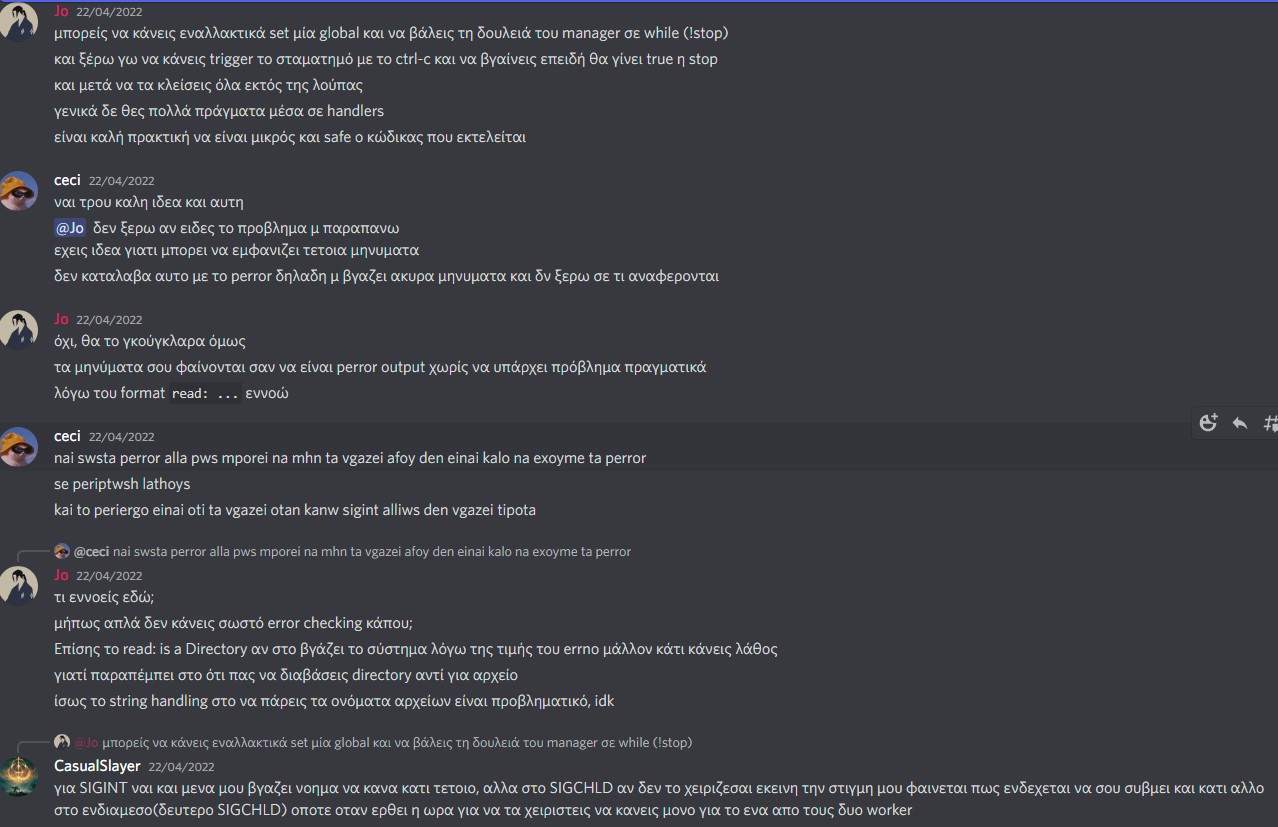 Jo 22/04/2022
μπορείς να κάνεις εναλλακτικά set μία global και να βάλεις τη δουλειά του manager σε while (!stop)
και ξέρω γω να κάνεις trigger το σταματημό με το ctrl-c και να βγαίνεις επειδή θα γίνει true η stop
και μετά να τα κλείσεις όλα εκτός της λούπας
γενικά δε θες πολλά πράγματα μέσα σε handlers
είναι καλή πρακτική να είναι μικρός και safe ο κώδικας που εκτελείται
ceci 22/04/2022
ναι τρου καλη ιδεα και αυτη
@Jo δεν ξερω αν ειδες το προβλημα μ παραπανω
εχεις ιδεα γιατι μπορει να εμφανιζει τετοια μηνυματα
δεν καταλαβα αυτο με το perror δηλαδη μ βγαζει ακυρα μηνυματα και δν ξερω σε τι αναφερονται
Jo 22/04/2022
όχι, θα το γκούγκλαρα όμως
τα μηνύματα σου φαίνονται σαν να είναι perror output χωρίς να υπάρχει πρόβλημα πραγματικά
λόγω του format read: ... εννοώ
ceci 22/04/2022
nai swsta perror alla pws mporei na mhn ta vgazei afoy den einai kalo na exoyme ta perror
se periptwsh lathoys
kai to periergo einai oti ta vgazei otan kanw sigint alliws den vgazei tipota
@ceci nai swsta perror alla pws mporei na mhn ta vgazei afoy den einai kalo na exoyme ta perror
Jo 22/04/2022
τι εννοείς εδώ;
μήπως απλά δεν κάνεις σωστό error checking κάπου;
Επίσης το read: is a Directory αν στο βγάζει το σύστημα λόγω της τιμής του errno μάλλον κάτι κάνεις λάθος
γιατί παραπέμπει στο ότι πας να διαβάσεις directory αντί για αρχείο
ίσως το string handling στο να πάρεις τα ονόματα αρχείων είναι προβληματικό, idk
@Jo μπορείς να κάνεις εναλλακτικά set μία global και να βάλεις τη δουλειά του manager σε while (!stop)
CasualSlayer 22/04/2022
για SIGINT ναι και μενα μου βγαζει νοημα να κανα κατι τετοιο, αλλα στο SIGCHLD αν δεν το χειριζεσαι εκεινη την στιγμη μου φαινεται πως ενδεχεται να σου συβμει και κατι αλλο
στο ενδιαμεσο(δευτερο SIGCHLD) οποτε οταν ερθει η ωρα για να τα χειριστεις να κανεις μονο για το ενα απο τους δυο worker